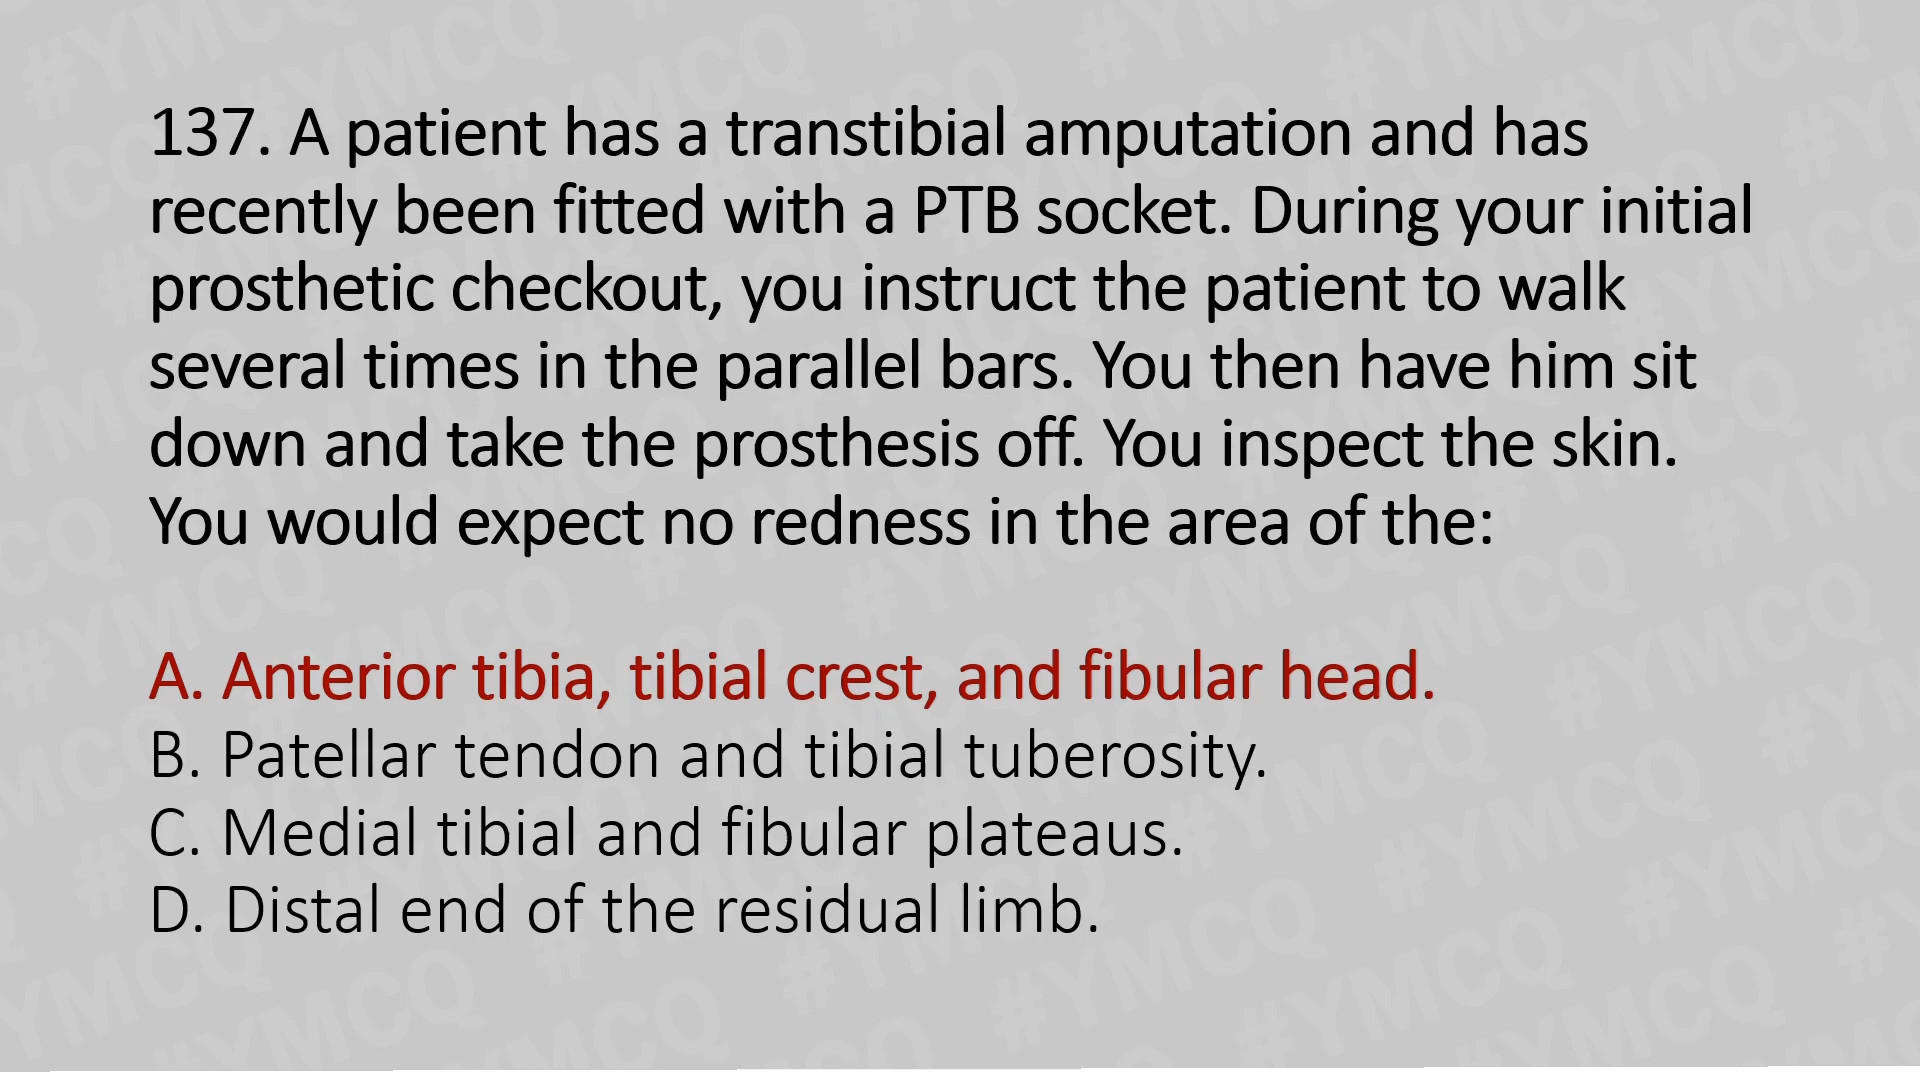 137. A patient has a transtibial amputation and has
recently been fitted with a PTB socket. During your initial
prosthetic checkout, you instruct the patient to walk
several times in the parallel bars. You then have him sit
down and take the prosthesis off. You inspect the skin.
You would expect no redness in the area of the:
A. Anterior tibia, tibial crest, and fibular head.
B. Patellar tendon and tibial tuberosity.
C. Medial tibial and fibular plateaus.
D. Distal end of the residual limb.
#YMCQ